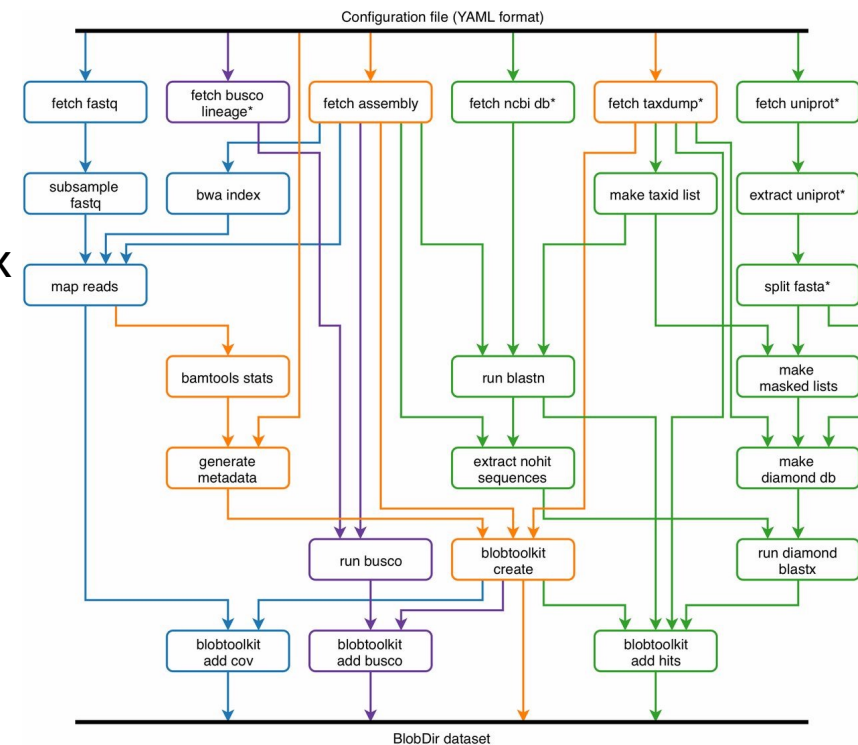 Configuration file (YAML format)
fetch fastq
fetch busco
lineage*
fetch assembly
fetch ncbi db*
fetch taxdump*
fetch uniprot*
subsample
fastq
bwa index
make taxid list
extract uniprot*
x
map reads
split fasta*
bamtools stats
run blastn
make
masked lists
generate
metadata
extract nohit
sequences
make
diamond db
run busco
blobtoolkit
create
run diamond
blastx
blobtoolkit
add cov
blobtoolkit
add busco
blobtoolkit
add hits
BlobDir dataset